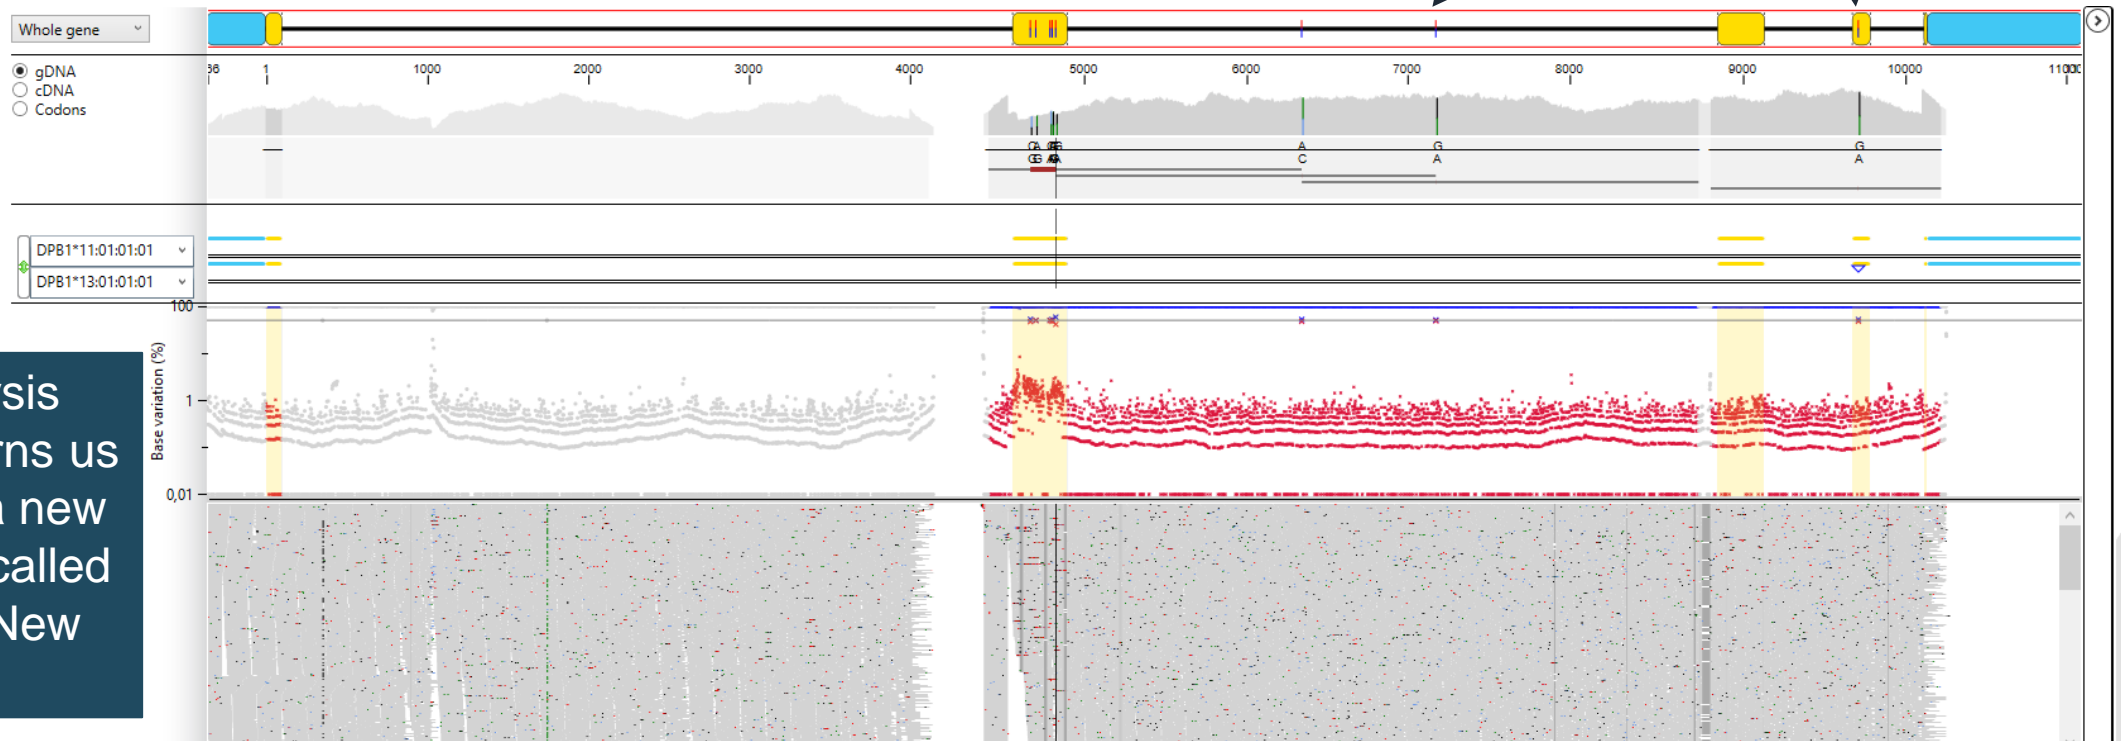 Whole gene
gDNA
cDNA
Codons
36 1 1000 2000 3000 4000 5000 6000 7000 8000 9000 10000
A G G
C A A
DPB1*11:01:01:01
DPB1*13:01:01:01
100
1
0,01
Base variation (%)
ysis
rns us
a new
called
New